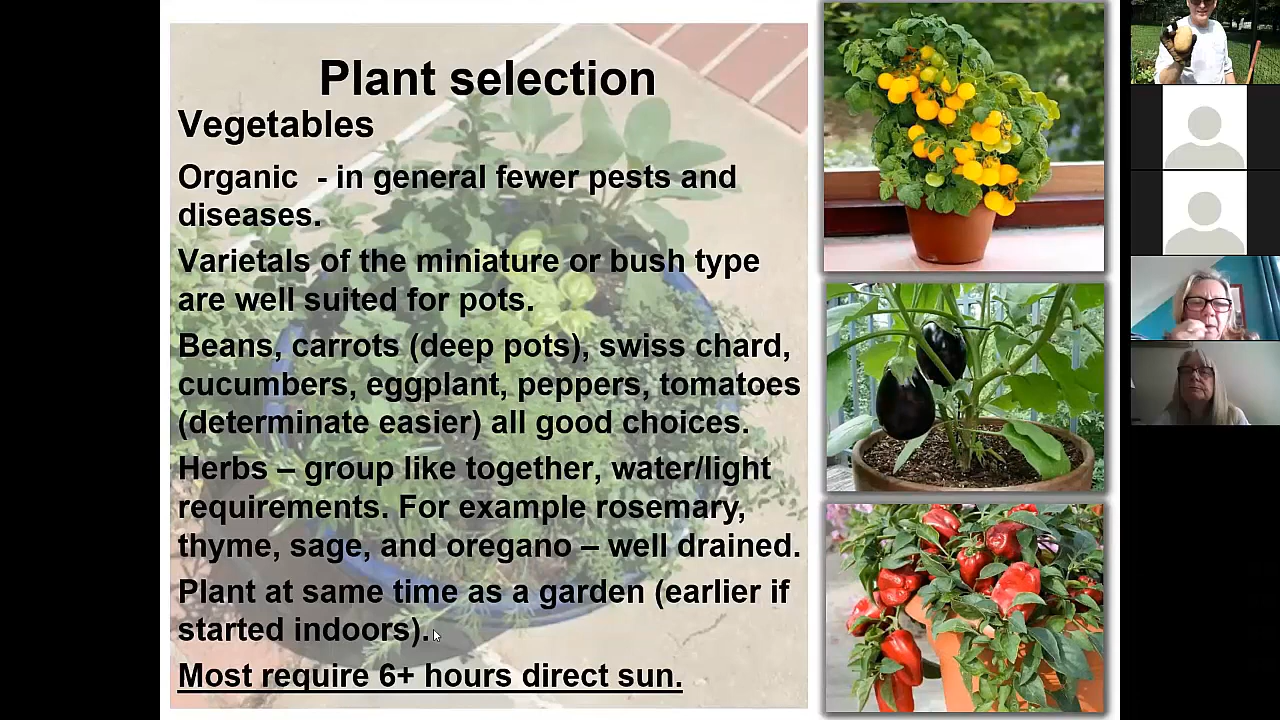 Plant selection
Vegetables
Organic  - in general fewer pests and
diseases.
Varietals of the miniature or bush type
are well suited for pots.
Beans, carrots (deep pots), swiss chard,
cucumbers, eggplant, peppers, tomatoes
(determinate easier) all good choices.
Herbs – group like together, water/light
requirements. For example rosemary,
thyme, sage, and oregano – well drained.
Plant at same time as a garden (earlier if
started indoors).
Most require 6+ hours direct sun.